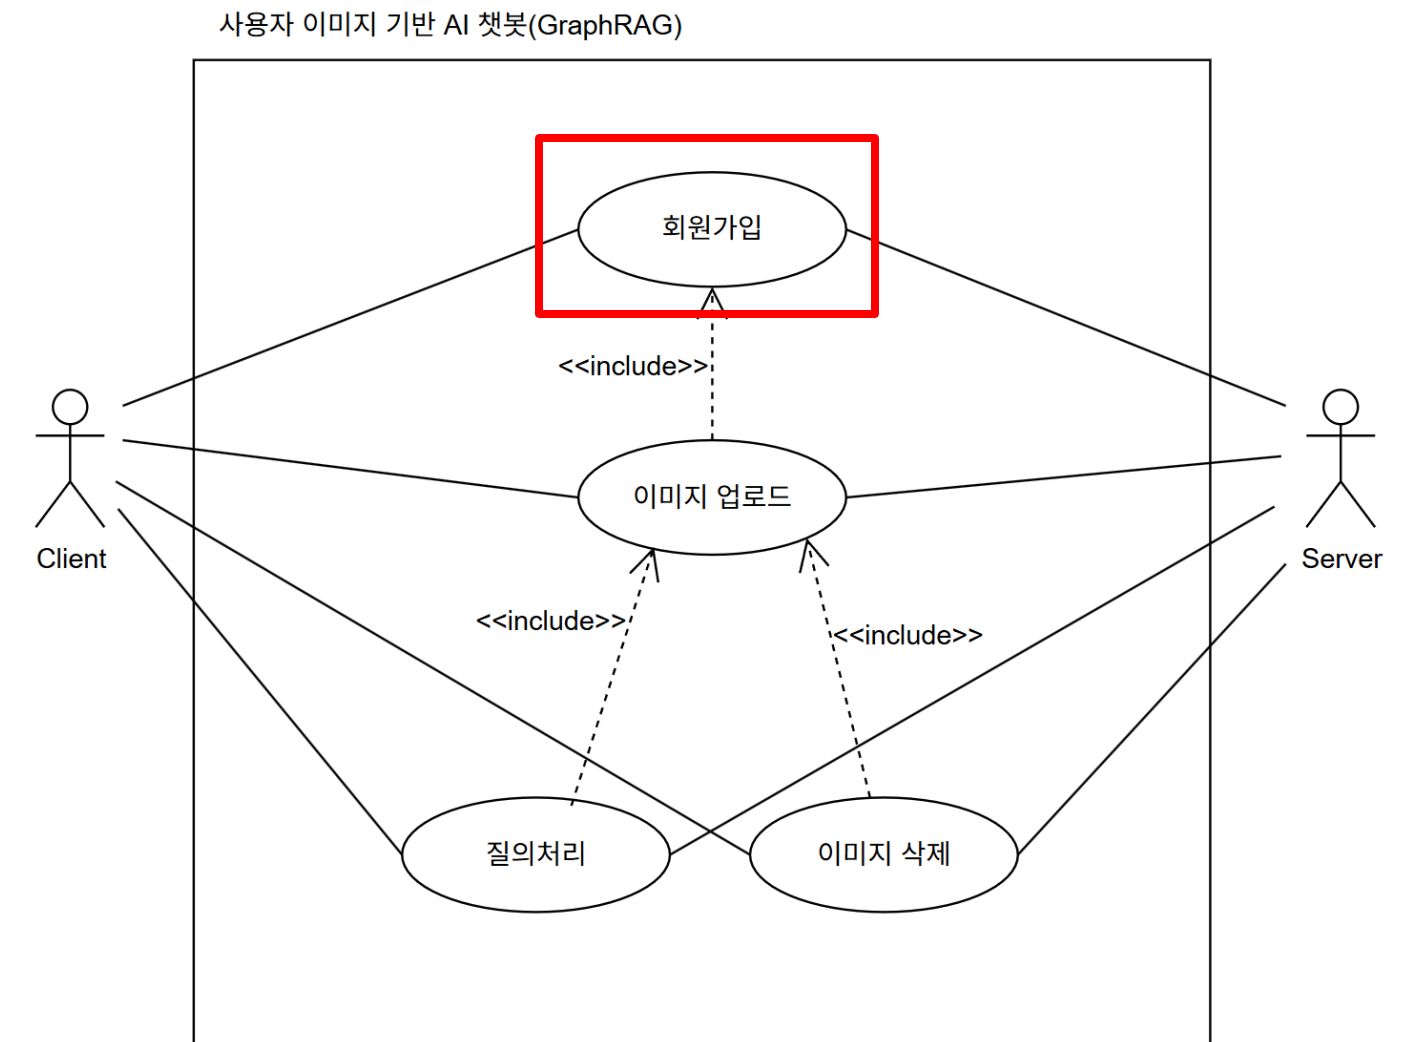 사용자 이미지 기반 AI 챗봇(GraphRAG)
회원가입
<<include>>
이미지 업로드
Client
Server
<<include>>
<<include>>
질의처리
이미지 삭제